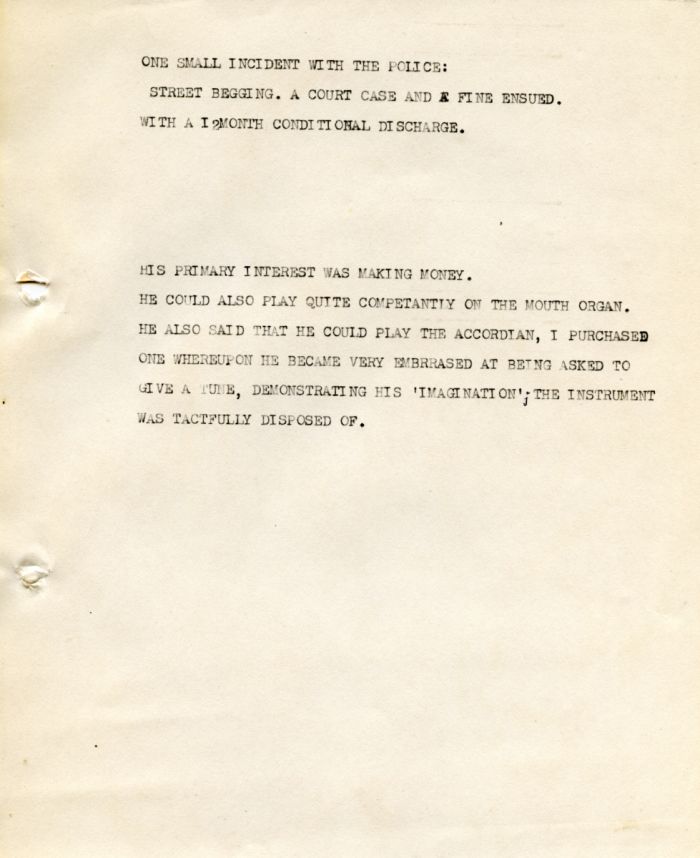 ONE SMALL INCIDENT WITH THE POLICE:
STREET BEGGING. A COURT CASE AND A FINE ENSUED.
WITH A I2MONTH CONDITIONAL DISCHARGE.
HIS PRIMARY INTEREST WAS MAKING MONEY.
HE COULD ALSO PLAY QUITE COMPETANTLY ON THE MOUTH ORGAN.
HE ALSO SAID THAT HE COULD PLAY THE ACCORDIAN, I PURCHASED
ONE WHEREUPON HE BECAME VERY EMBRRASED AT BEING ASKED TO
GIVE A TUNE, DEMONSTRATING HIS 'IMAGINATION'; THE INSTRUMENT
WAS TACTFULLY DISPOSED OF.